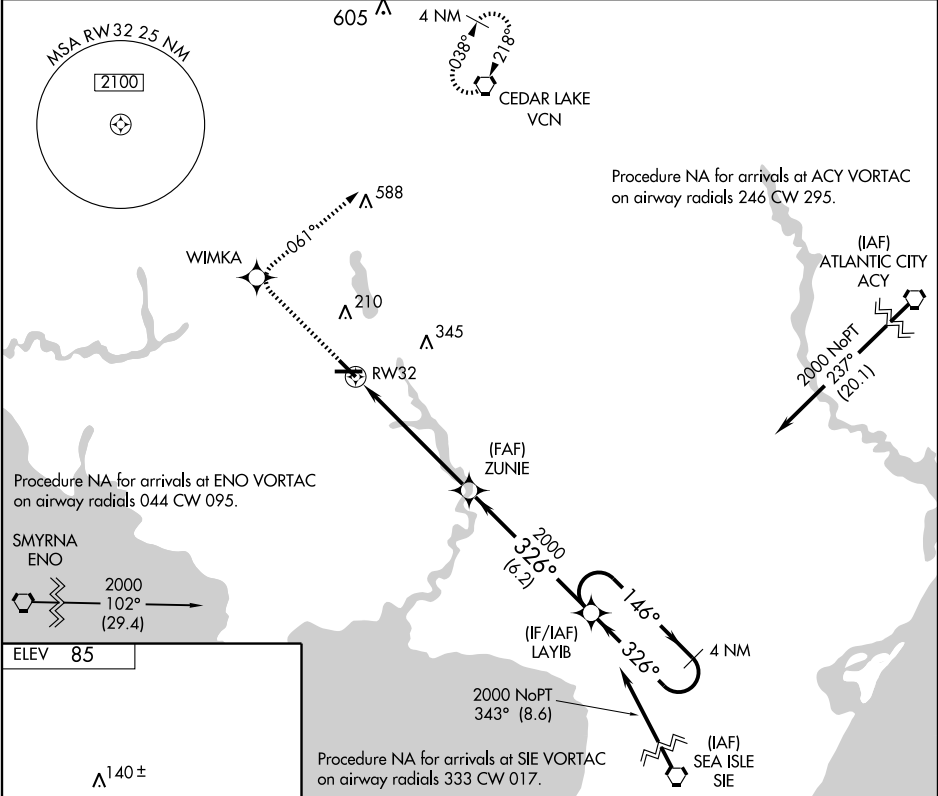 605
4 NM
038°
218°
CEDAR LAKE
VCN
MSA RW32 25 NM
2100
Procedure NA for arrivals at ACY VORTAC
on airway radials 246 CW 295.
588
061°
WIMKA
(IAF)
ATLANTIC CITY
ACY
210
345
2000 NoPT
237°
(20.1)
RW32
(FAF)
ZUNIE
Procedure NA for arrivals at ENO VORTAC
on airway radials 044 CW 095.
SMYRNA
ENO
2000
102°
(29.4)
2000
326°
(6.2)
146°
(IF/IAF)
LAYIB
326°
4 NM
ELEV 85
2000 NoPT
343° (8.6)
(IAF)
SEA ISLE
SIE
Procedure NA for arrivals at SIE VORTAC
on airway radials 333 CW 017.
140 ±